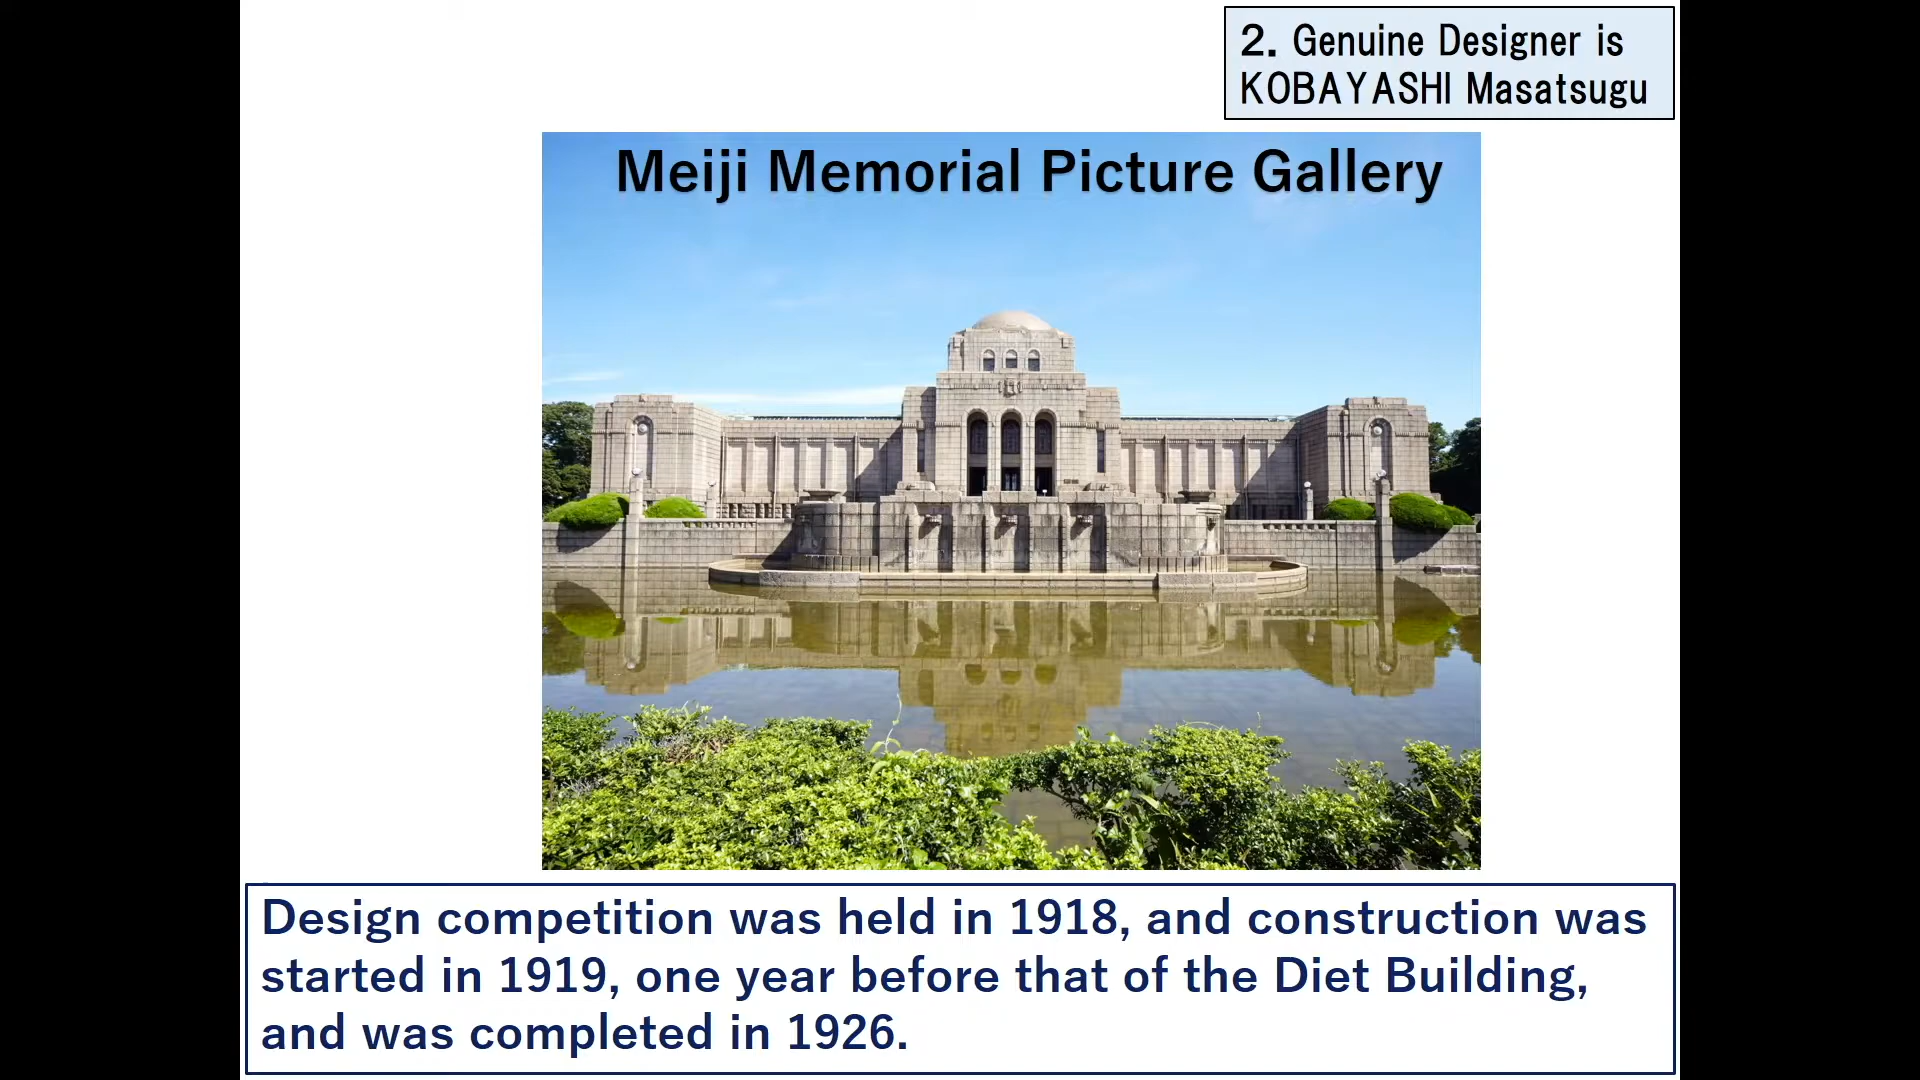 2. Genuine Designer is
KOBAYASHI Masatsugu
Meiji Memorial Picture Gallery
Design competition was held in 1918, and construction was
started in 1919, one year before that of the Diet Building,
and was completed in 1926.